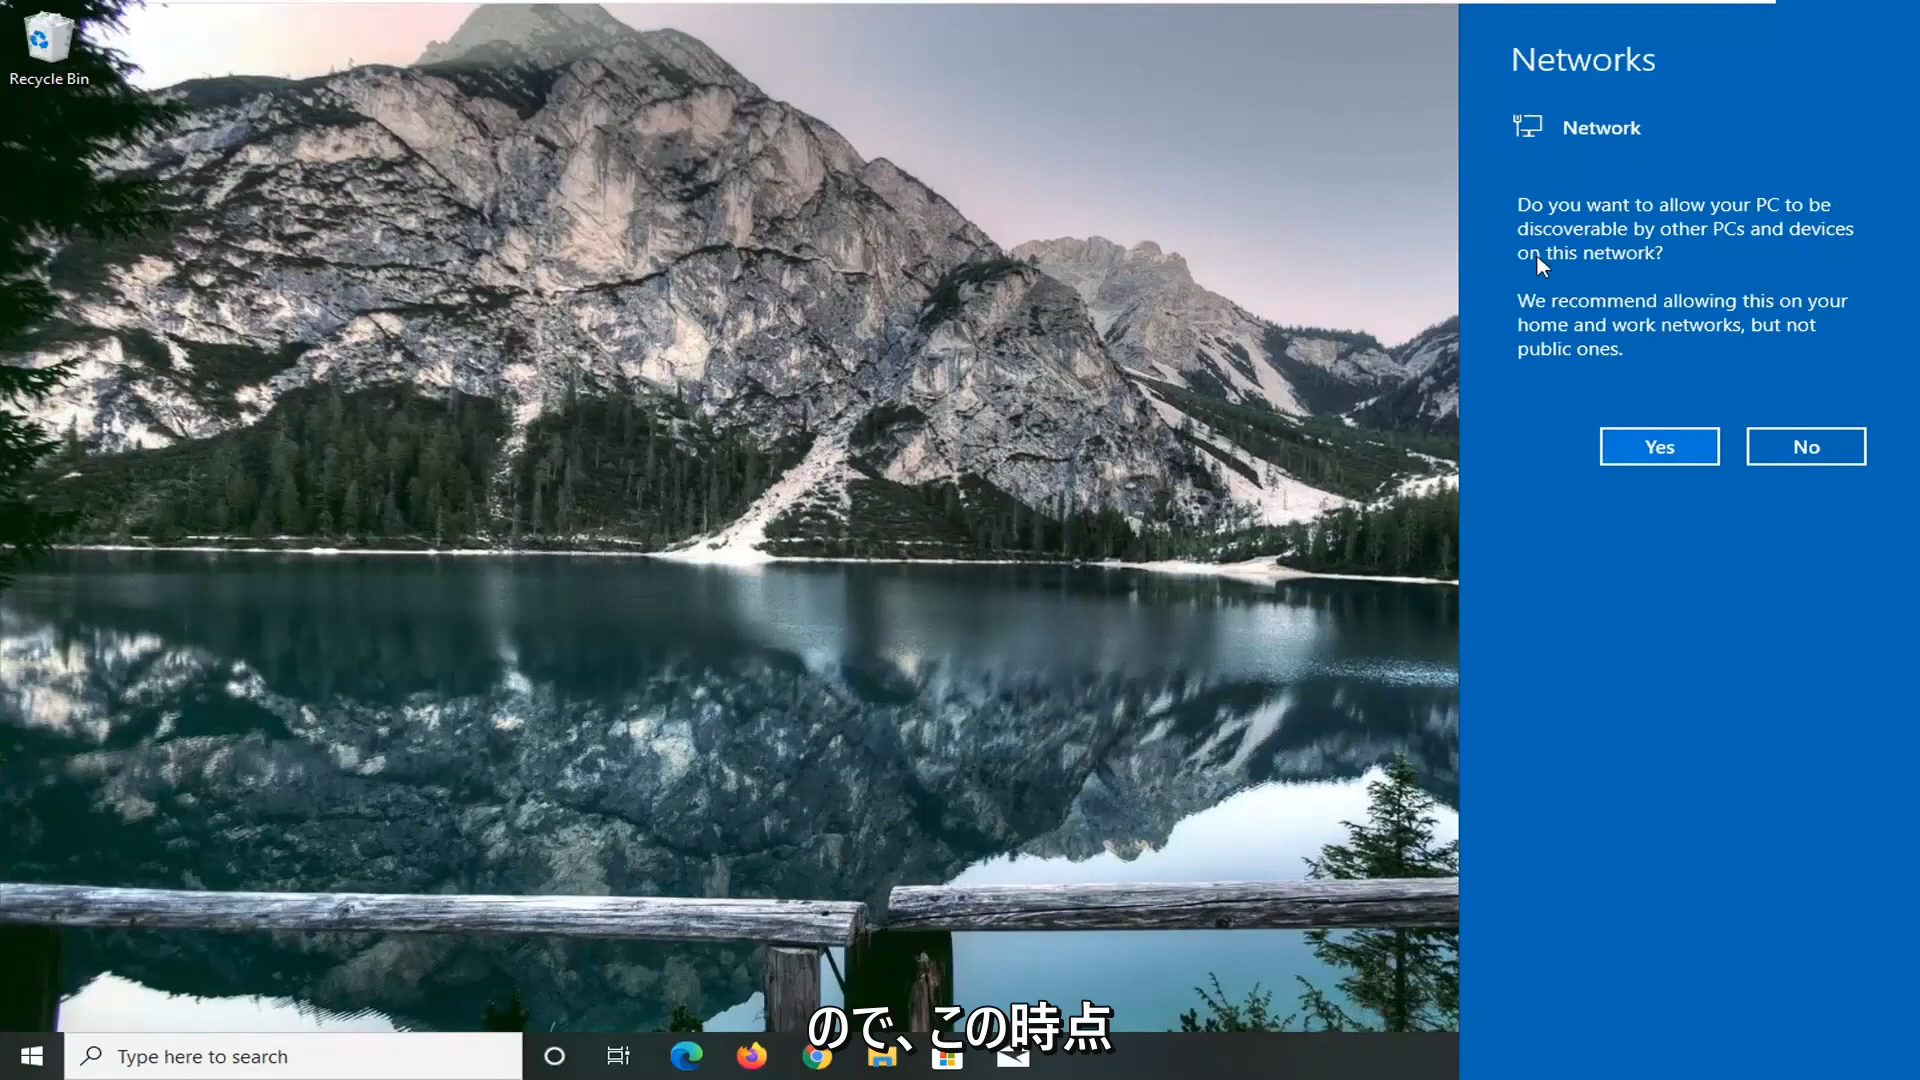 Recycle Bin
Networks
Network
Do you want to allow your PC to be
discoverable by other PCs and devices
on this network?
We recommend allowing this on your
home and work networks, but not
public ones.
Yes
No
ので、この時点
Type here to search